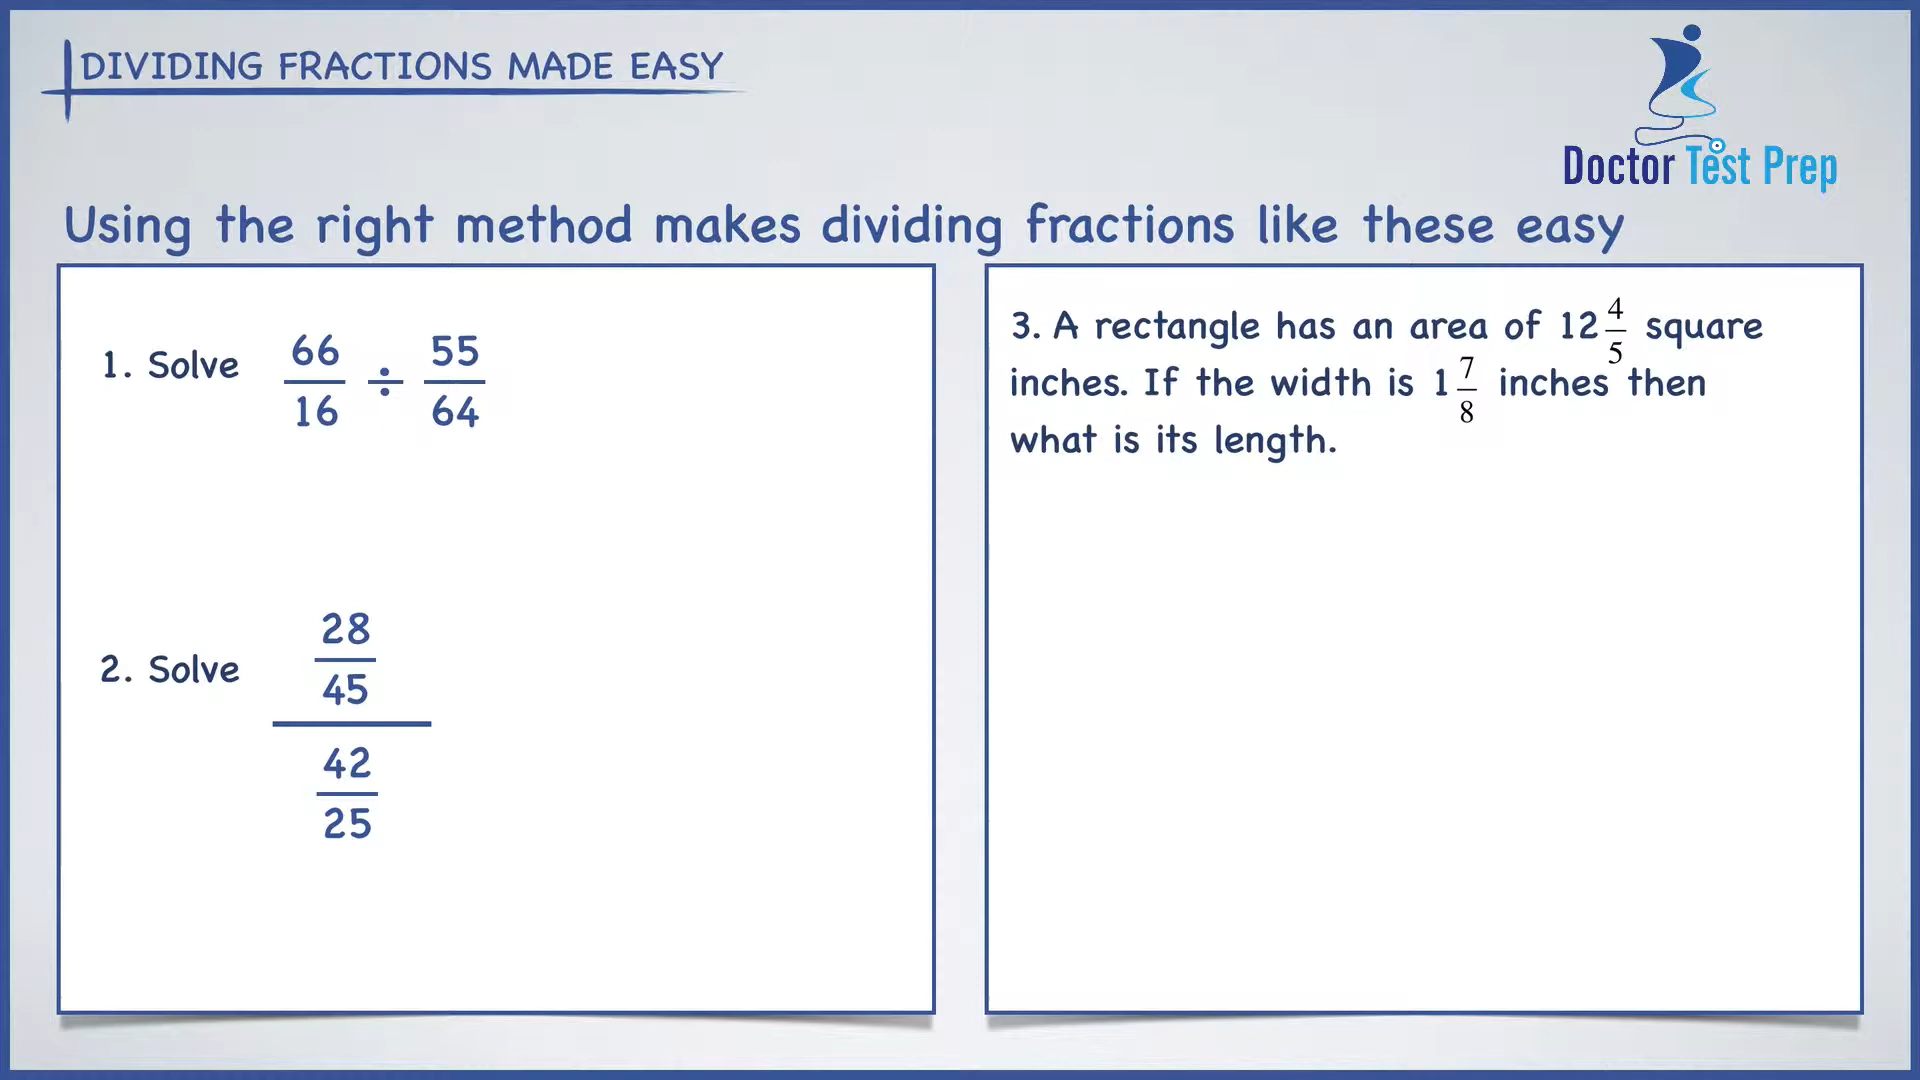 DIVIDING FRACTIONS MADE EASY
Doctor Test Prep
Using the right method makes dividing fractions like these easy
1. Solve 66/16 ÷ 55/64
2. Solve
28
45
42
25
3. A rectangle has an area of 12 4/5 square
inches. If the width is 1 7/8 inches then
what is its length.